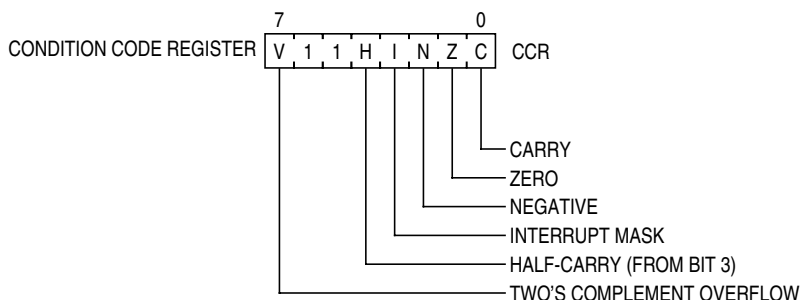 7 0
CONDITION CODE REGISTER V 1 1 H I N Z C CCR
CARRY
ZERO
NEGATIVE
INTERRUPT MASK
HALF-CARRY (FROM BIT 3)
TWO'S COMPLEMENT OVERFLOW